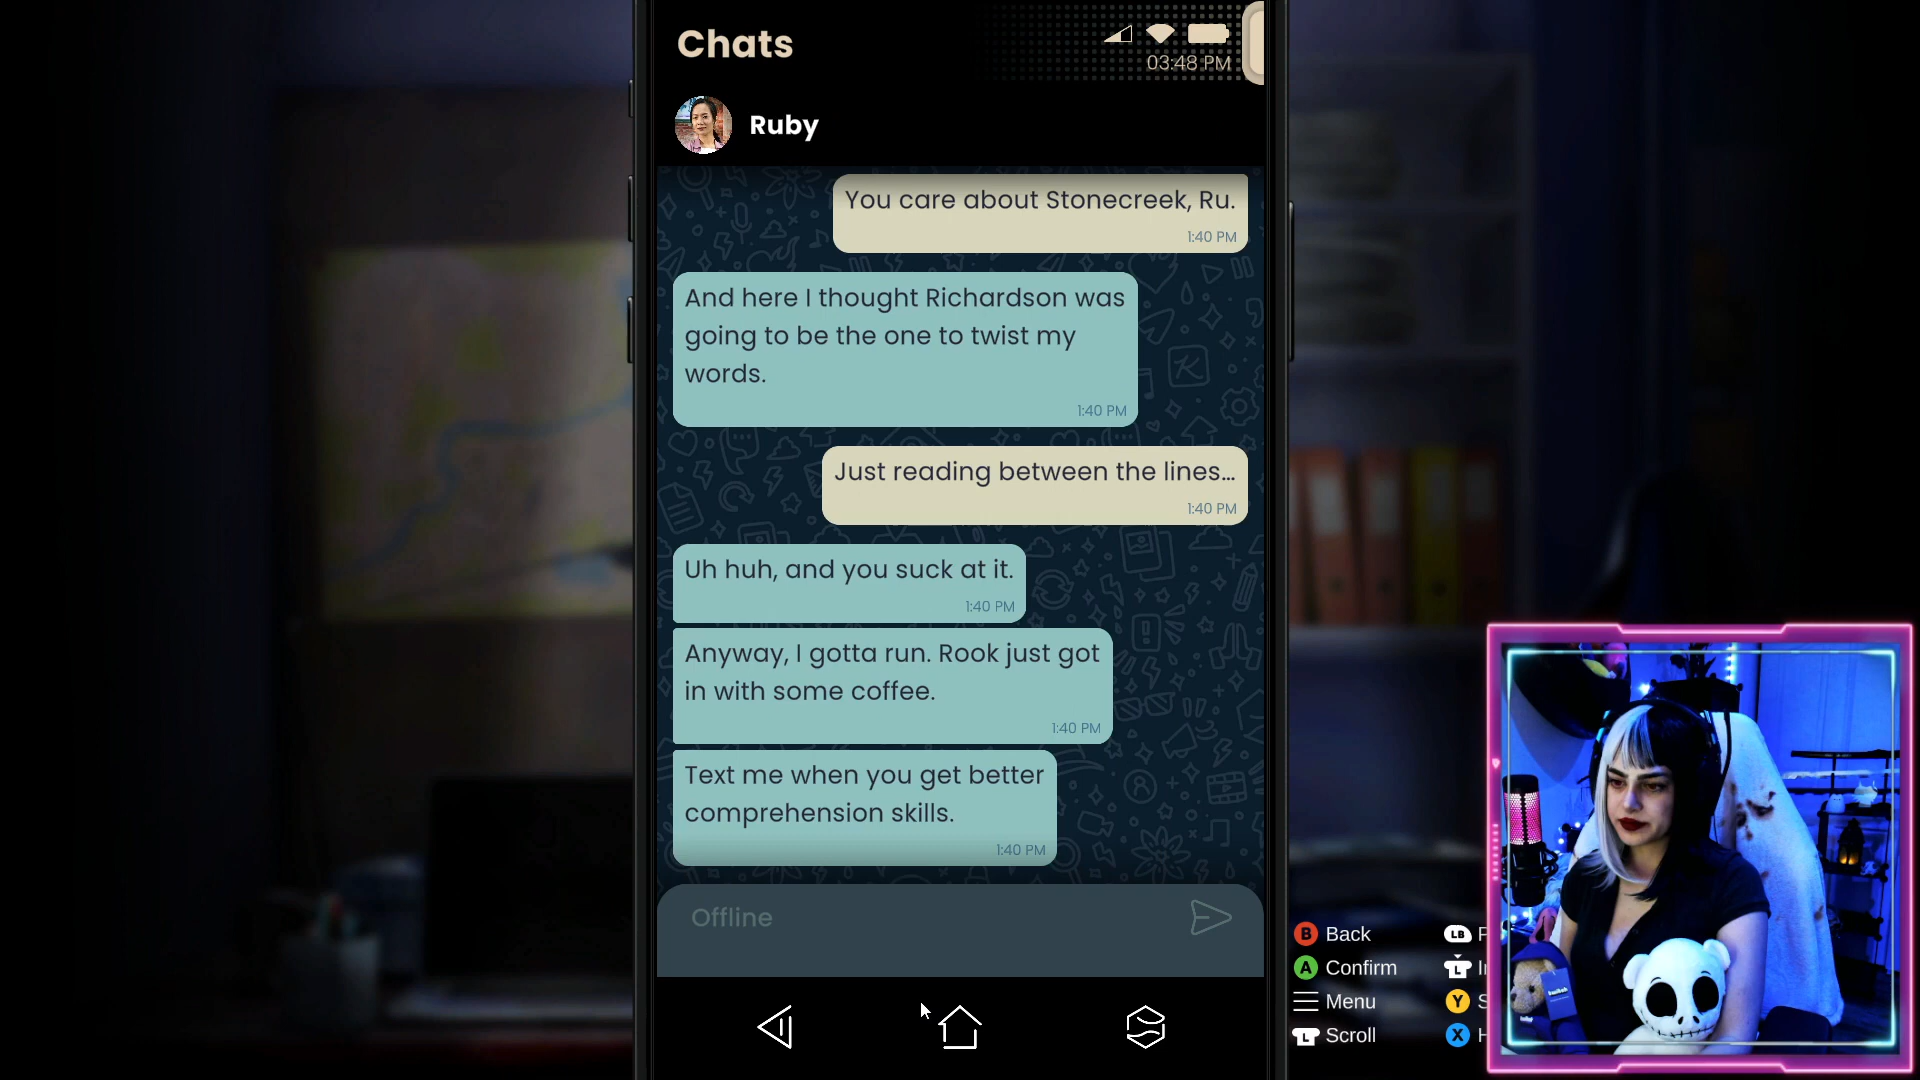 Chats
03:48 PM
Ruby
You care about Stonecreek, Ru.
1:40 PM
And here I thought Richardson was
going to be the one to twist my
words.
1:40 PM
Just reading between the lines...
1:40 PM
Uh huh, and you suck at it.
1:40 PM
Anyway, I gotta run. Rook just got
in with some coffee.
1:40 PM
Text me when you get better
comprehension skills.
1:40 PM
Offline
B Back
LB
A Confirm
L
Menu
Y
L Scroll
X